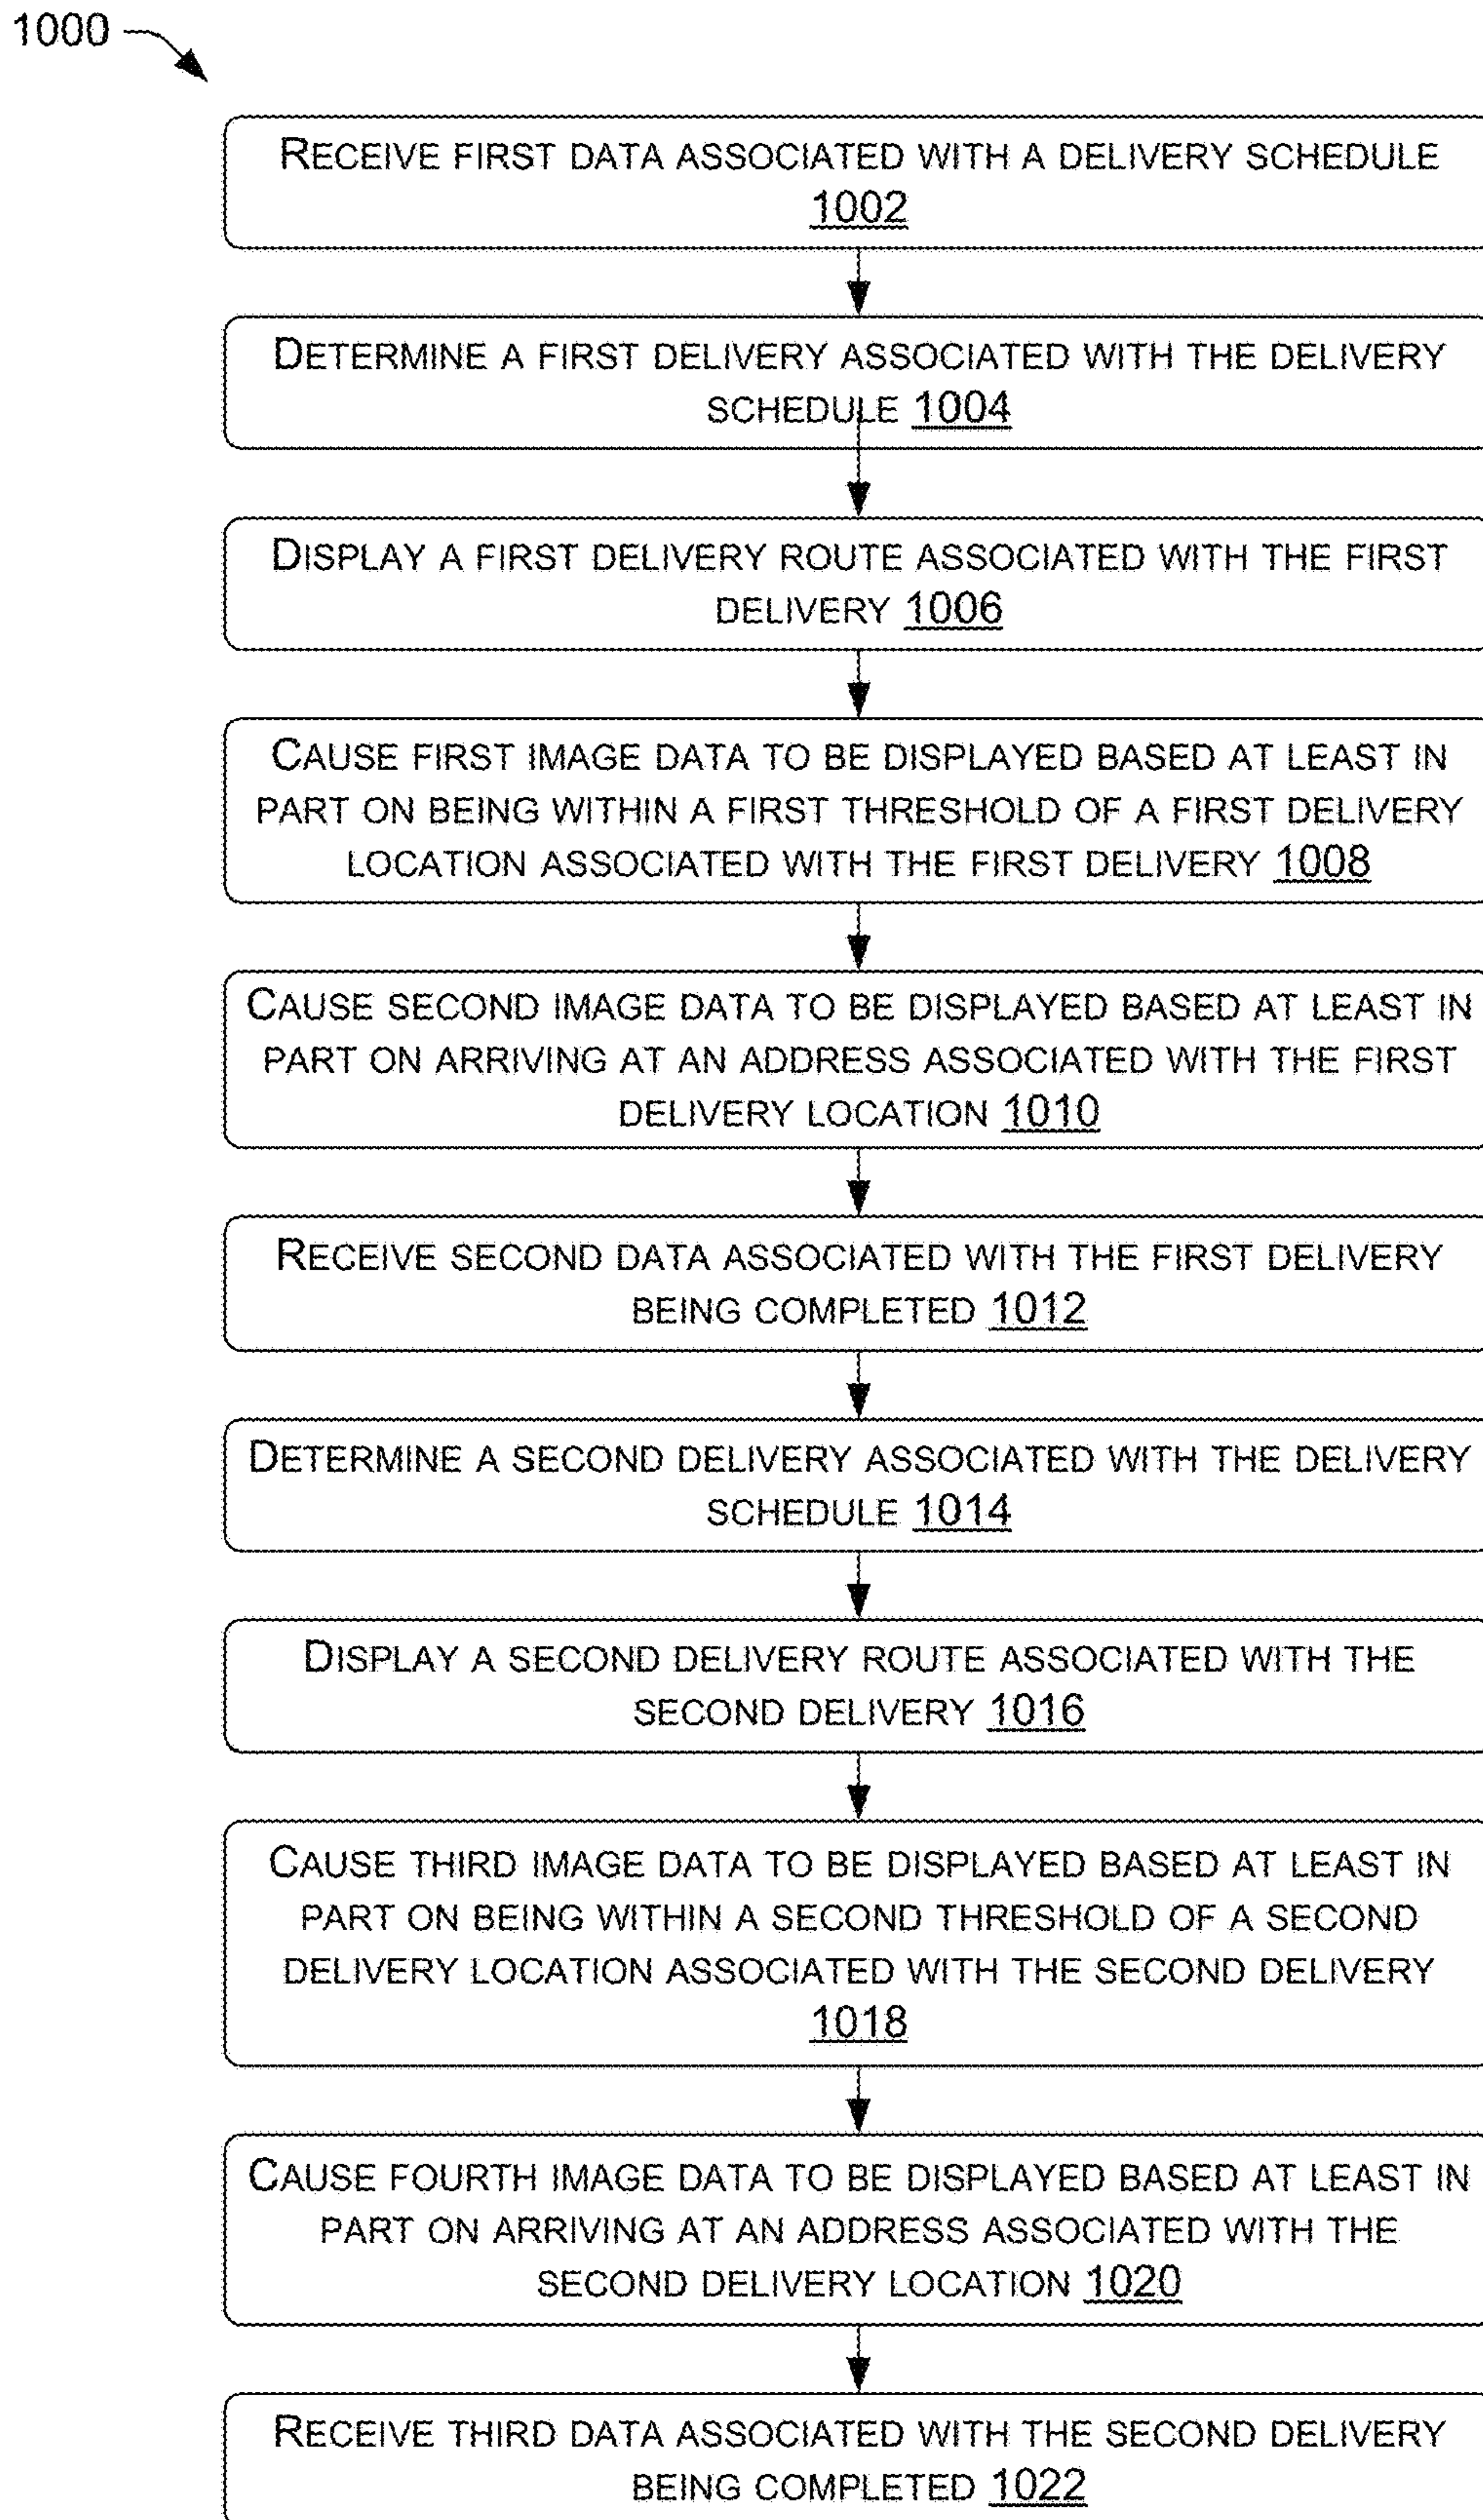 1000
RECEIVE FIRST DATA ASSOCIATED WITH A DELIVERY SCHEDULE
1002
DETERMINE A FIRST DELIVERY ASSOCIATED WITH THE DELIVERY
SCHEDULE 1004
DISPLAY A FIRST DELIVERY ROUTE ASSOCIATED WITH THE FIRST
DELIVERY 1006
CAUSE FIRST IMAGE DATA TO BE DISPLAYED BASED AT LEAST IN
PART ON BEING WITHIN A FIRST THRESHOLD OF A FIRST DELIVERY
LOCATION ASSOCIATED WITH THE FIRST DELIVERY 1008
CAUSE SECOND IMAGE DATA TO BE DISPLAYED BASED AT LEAST IN
PART ON ARRIVING AT AN ADDRESS ASSOCIATED WITH THE FIRST
DELIVERY LOCATION 1010
RECEIVE SECOND DATA ASSOCIATED WITH THE FIRST DELIVERY
BEING COMPLETED 1012
DETERMINE A SECOND DELIVERY ASSOCIATED WITH THE DELIVERY
SCHEDULE 1014
DISPLAY A SECOND DELIVERY ROUTE ASSOCIATED WITH THE
SECOND DELIVERY 1016
CAUSE THIRD IMAGE DATA TO BE DISPLAYED BASED AT LEAST IN
PART ON BEING WITHIN A SECOND THRESHOLD OF A SECOND
DELIVERY LOCATION ASSOCIATED WITH THE SECOND DELIVERY
1018
CAUSE FOURTH IMAGE DATA TO BE DISPLAYED BASED AT LEAST IN
PART ON ARRIVING AT AN ADDRESS ASSOCIATED WITH THE
SECOND DELIVERY LOCATION 1020
RECEIVE THIRD DATA ASSOCIATED WITH THE SECOND DELIVERY
BEING COMPLETED 1022